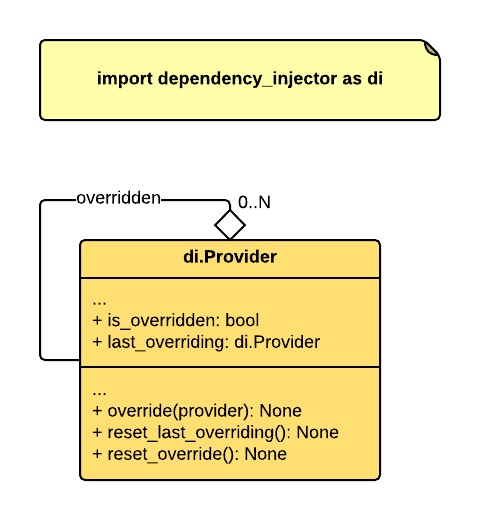 import dependency_injector as di
overridden
0..N
di.Provider
...
+ is_overridden: bool
+ last_overriding: di.Provider
...
+ override(provider): None
+ reset_last_overriding(): None
+ reset_override(): None